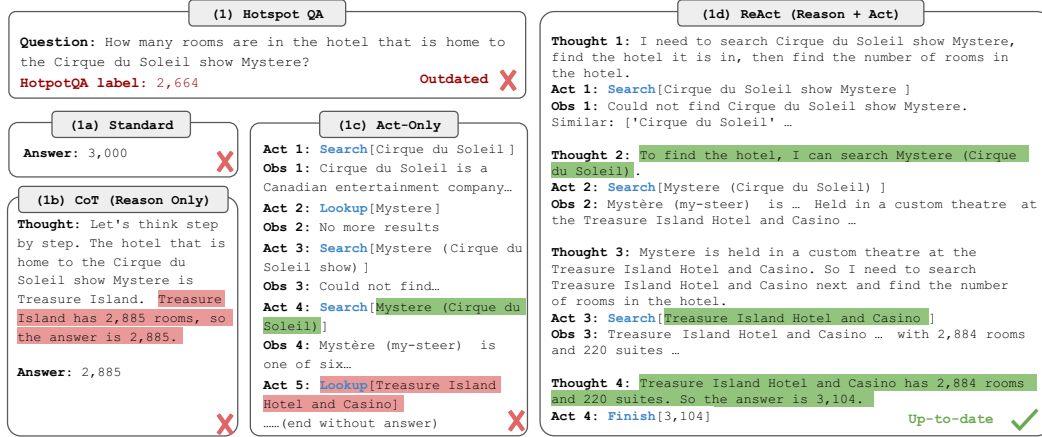 (1) Hotspot QA
Question: How many rooms are in the hotel that is home to
the Cirque du Soleil show Mystere?
HotpotQA label: 2,664
Outdated
(1a) Standard
Answer: 3,000
(1b) CoT (Reason Only)
Thought: Let's think step
by step. The hotel that is
home to the Cirque du
Soleil show Mystere is
Treasure Island. Treasure
Island has 2,885 rooms, so
the answer is 2,885.
Answer: 2,885
(1c) Act-Only
Act 1: Search[Cirque du Soleil ]
Obs 1: Cirque du Soleil is a
Canadian entertainment company…
Act 2: Lookup[Mystere]
Obs 2: No more results
Act 3: Search[Mystere (Cirque du
Soleil show) ]
Obs 3: Could not find…
Act 4: Search[Mystere (Cirque du
Soleil)]
Obs 4: Mystère (my-steer) is
one of six…
Act 5: Lookup[Treasure Island
Hotel and Casino]
……(end without answer)
(1d) ReAct (Reason + Act)
Thought 1: I need to search Cirque du Soleil show Mystere,
find the hotel it is in, then find the number of rooms in
the hotel.
Act 1: Search[Cirque du Soleil show Mystere ]
Obs 1: Could not find Cirque du Soleil show Mystere.
Similar: ['Cirque du Soleil' …
Thought 2: To find the hotel, I can search Mystere (Cirque
du Soleil).
Act 2: Search[Mystere (Cirque du Soleil) ]
Obs 2: Mystère (my-steer) is … Held in a custom theatre at
the Treasure Island Hotel and Casino …
Thought 3: Mystere is held in a custom theatre at the
Treasure Island Hotel and Casino. So I need to search
Treasure Island Hotel and Casino next and find the number
of rooms in the hotel.
Act 3: Search[Treasure Island Hotel and Casino ]
Obs 3: Treasure Island Hotel and Casino … with 2,884 rooms
and 220 suites …
Thought 4: Treasure Island Hotel and Casino has 2,884 rooms
and 220 suites. So the answer is 3,104.
Act 4: Finish[3,104]
Up-to-date